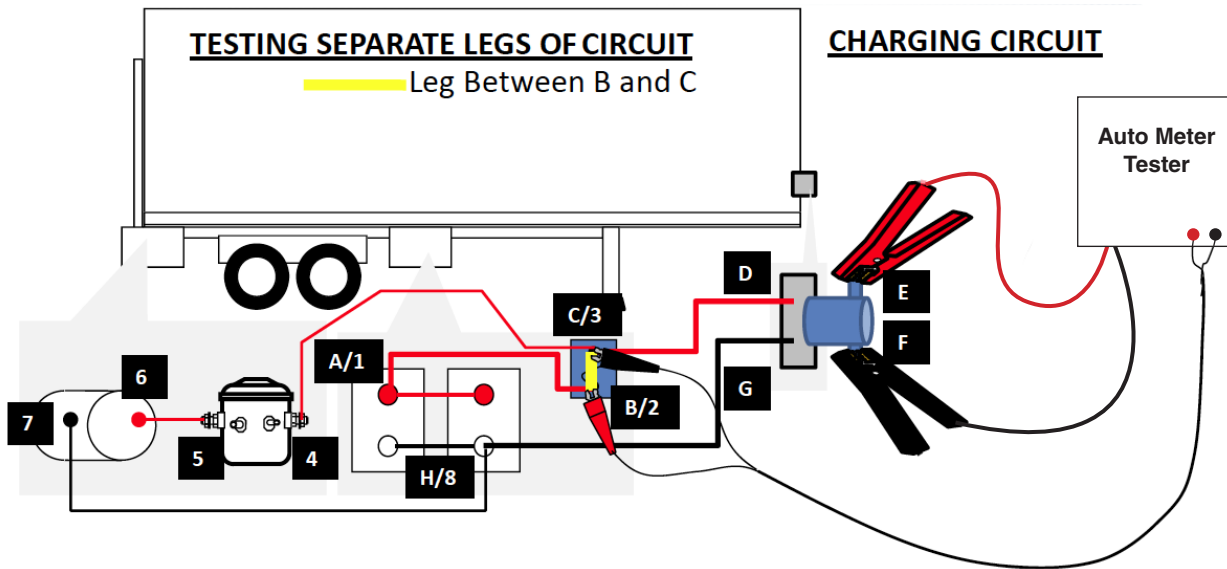 TESTING SEPARATE LEGS OF CIRCUIT
Leg Between B and C
CHARGING CIRCUIT
Auto Meter
Tester
D
E
C/3
F
A/1
6
B/2
G
7
5
4
H/8